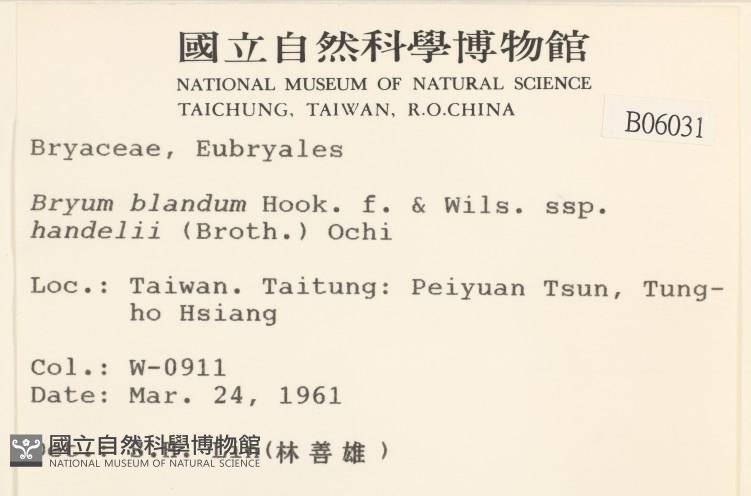 國立自然科學博物館
NATIONAL MUSEUM OF NATURAL SCIENCE
TAICHUNG, TAIWAN, R.O.CHINA
B06031
Bryaceae, Eubryales
Bryum blandum Hook. f. & Wils. ssp.
handelii (Broth.) Ochi
Loc.: Taiwan. Taitung: Peiyuan Tsun, Tung-
ho Hsiang
Col.: W-0911
Date: Mar. 24, 1961
(林善雄)
國立自然科學博物館
NATIONAL MUSEUM OF NATURAL SCIENCE